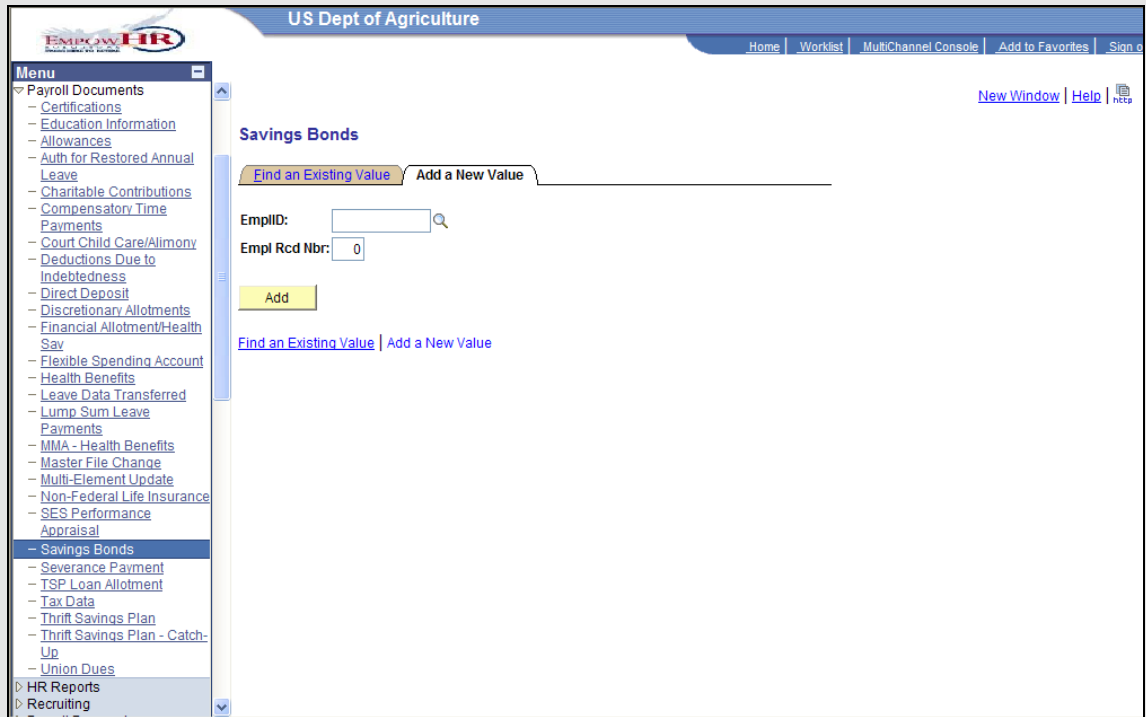 US Dept of Agriculture
EMPOWHR
Home | Worklist | MultiChannel Console | Add to Favorites | Sign o
Menu
Payroll Documents
– Certifications
– Education Information
– Allowances
– Auth for Restored Annual
Leave
– Charitable Contributions
– Compensatory Time
Payments
– Court Child Care/Alimony
– Deductions Due to
Indebtedness
– Direct Deposit
– Discretionary Allotments
– Financial Allotment/Health
Sav
– Flexible Spending Account
– Health Benefits
– Leave Data Transferred
– Lump Sum Leave
Payments
– MMA - Health Benefits
– Master File Change
– Multi-Element Update
– Non-Federal Life Insurance
– SES Performance
Appraisal
– Savings Bonds
– Severance Payment
– TSP Loan Allotment
– Tax Data
– Thrift Savings Plan
– Thrift Savings Plan - Catch-
Up
– Union Dues
HR Reports
Recruiting
New Window | Help | http
Savings Bonds
Find an Existing Value Add a New Value
EmplID:
Empl Rcd Nbr: 0
Add
Find an Existing Value | Add a New Value